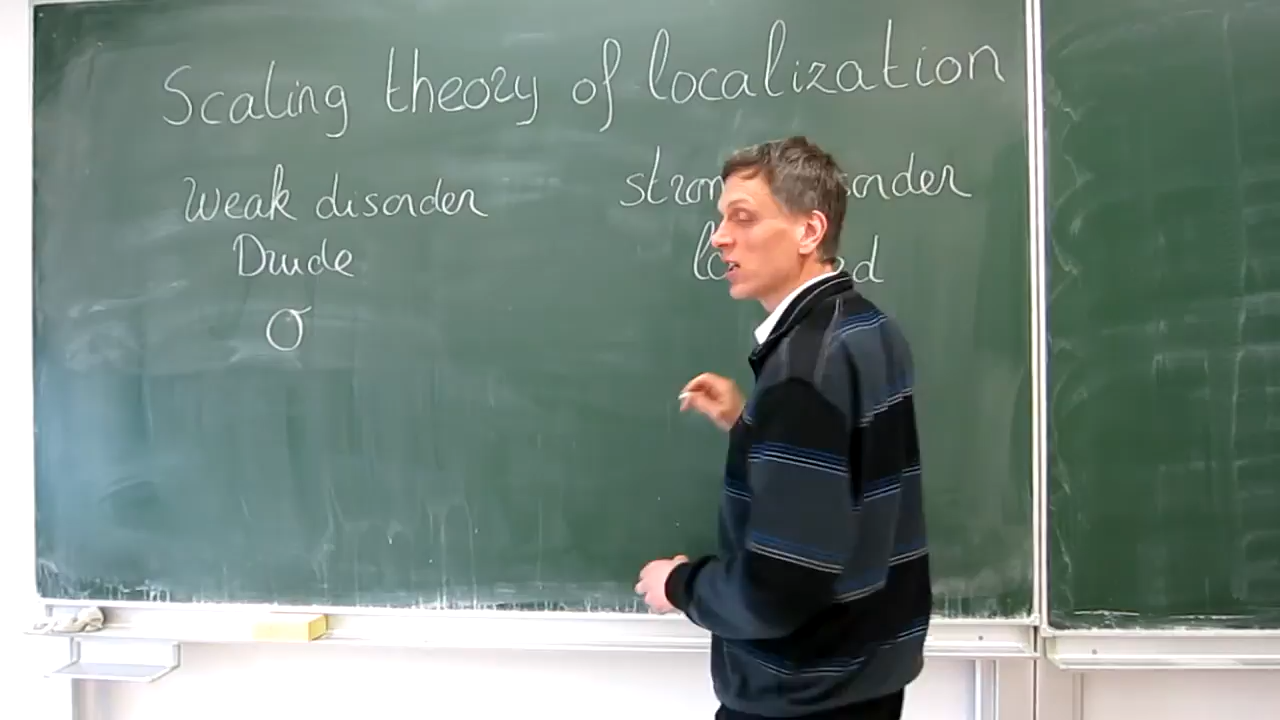 Scaling theory of localization
weak disorder strong disorder
Drude localized
σ